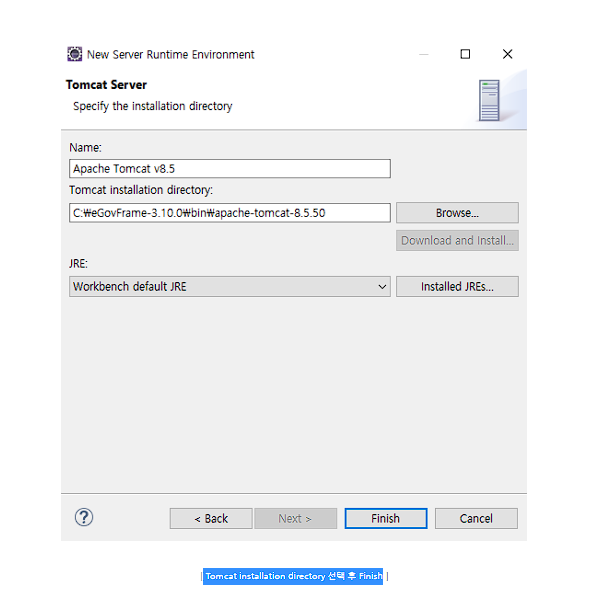 New Server Runtime Environment
Tomcat Server
Specify the installation directory
Name:
Apache Tomcat v8.5
Tomcat installation directory:
C:₩eGovFrame-3.10.0₩bin₩apache-tomcat-8.5.50
Browse...
Download and Install...
JRE:
Workbench default JRE
Installed JREs...
?
< Back
Next >
Finish
Cancel
| Tomcat installation directory 선택 후 Finish |